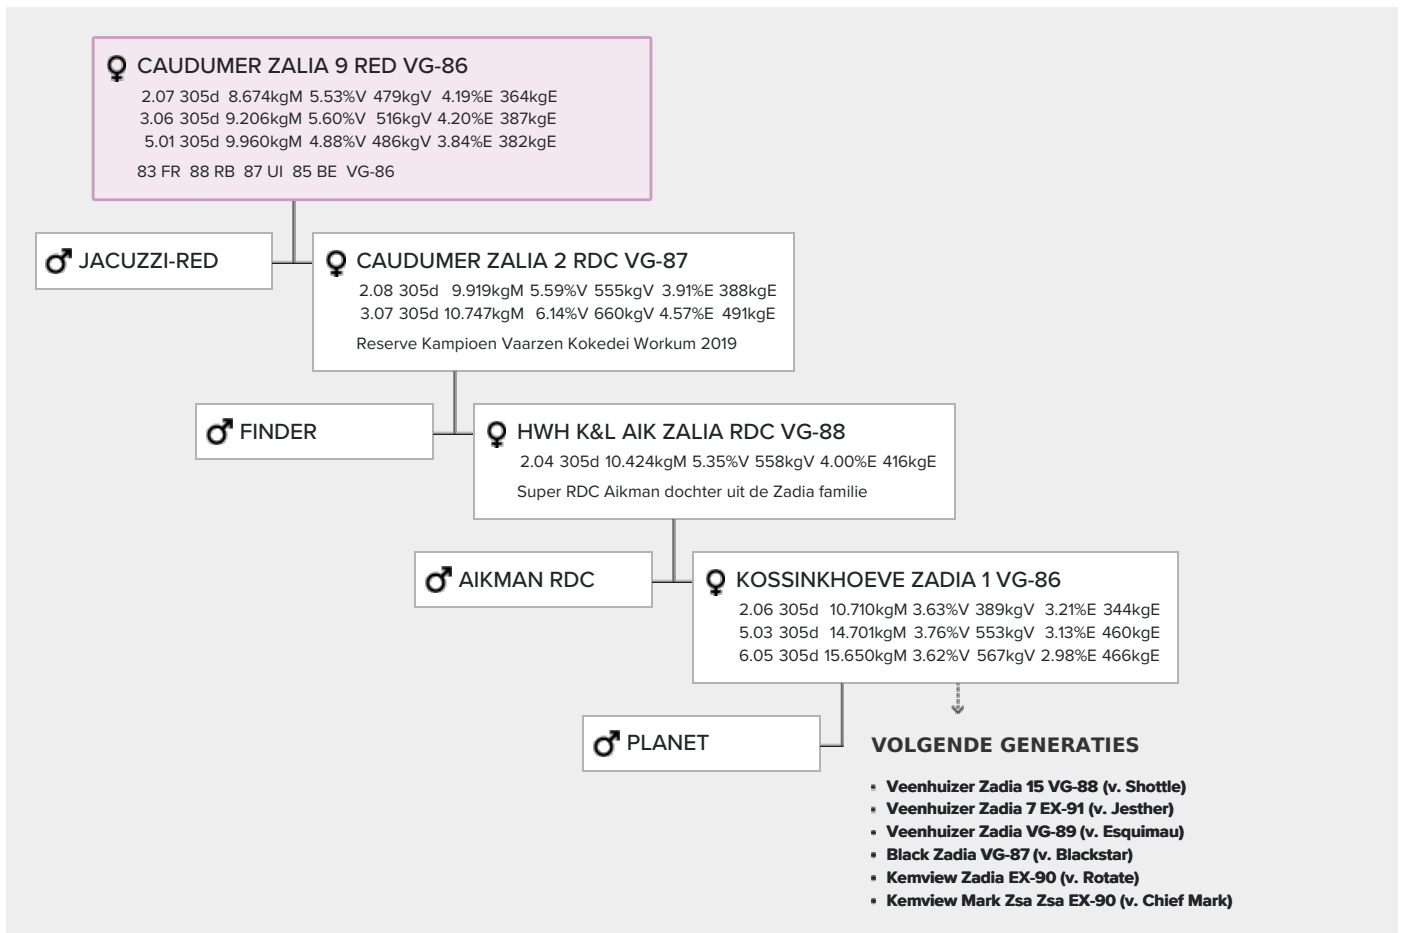 CAUDUMER ZALIA 9 RED VG-86
2.07 305d 8.674kgM 5.53%V 479kgV 4.19%E 364kgE
3.06 305d 9.206kgM 5.60%V 516kgV 4.20%E 387kgE
5.01 305d 9.960kgM 4.88%V 486kgV 3.84%E 382kgE
83 FR 88 RB 87 UI 85 BE VG-86
JACUZZI-RED
CAUDUMER ZALIA 2 RDC VG-87
2.08 305d 9.919kgM 5.59%V 555kgV 3.91%E 388kgE
3.07 305d 10.747kgM 6.14%V 660kgV 4.57%E 491kgE
Reserve Kampioen Vaarzen Kokedei Workum 2019
FINDER
HWH K&L AIK ZALIA RDC VG-88
2.04 305d 10.424kgM 5.35%V 558kgV 4.00%E 416kgE
Super RDC Aikman dochter uit de Zadia familie
AIKMAN RDC
KOSSINKHOEVE ZADIA 1 VG-86
2.06 305d 10.710kgM 3.63%V 389kgV 3.21%E 344kgE
5.03 305d 14.701kgM 3.76%V 553kgV 3.13%E 460kgE
6.05 305d 15.650kgM 3.62%V 567kgV 2.98%E 466kgE
PLANET
VOLGENDE GENERATIES
Veenhuizer Zadia 15 VG-88 (v. Shottle)
Veenhuizer Zadia 7 EX-91 (v. Jesther)
Veenhuizer Zadia VG-89 (v. Esquimau)
Black Zadia VG-87 (v. Blackstar)
Kemview Zadia EX-90 (v. Rotate)
Kemview Mark Zsa Zsa EX-90 (v. Chief Mark)